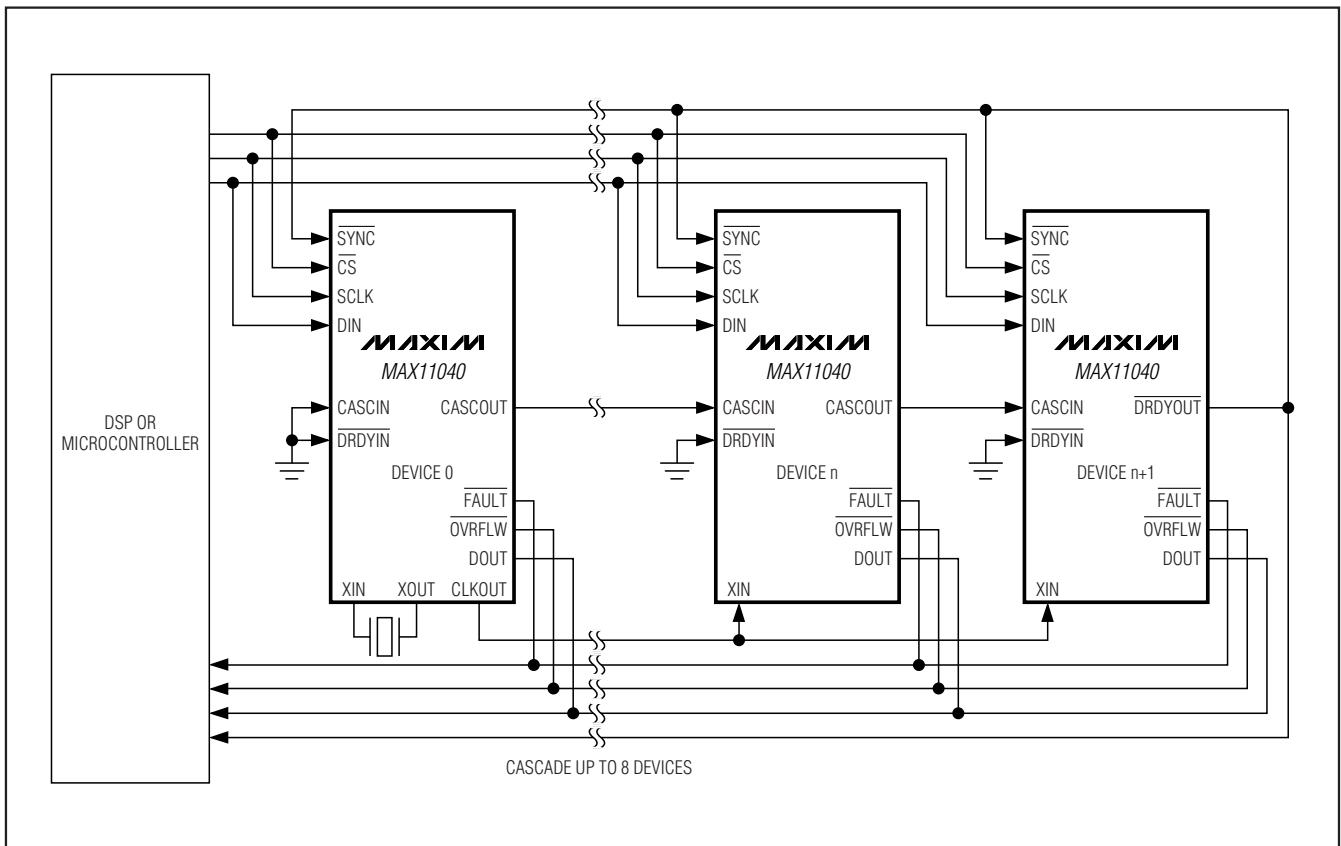 DSP OR
MICROCONTROLLER
SYNC
CS
SCLK
DIN
MAXIM
MAX11040
CASCIN
CASCOUT
DRDYIN
DEVICE 0
FAULT
OVRFLW
DOUT
XIN
XOUT
CLKOUT
SYNC
CS
SCLK
DIN
MAXIM
MAX11040
CASCIN
CASCOUT
DRDYIN
DEVICE n
FAULT
OVRFLW
DOUT
XIN
SYNC
CS
SCLK
DIN
MAXIM
MAX11040
CASCIN
DRDYOUT
DRDYIN
DEVICE n+1
FAULT
OVRFLW
DOUT
XIN
CASCADE UP TO 8 DEVICES